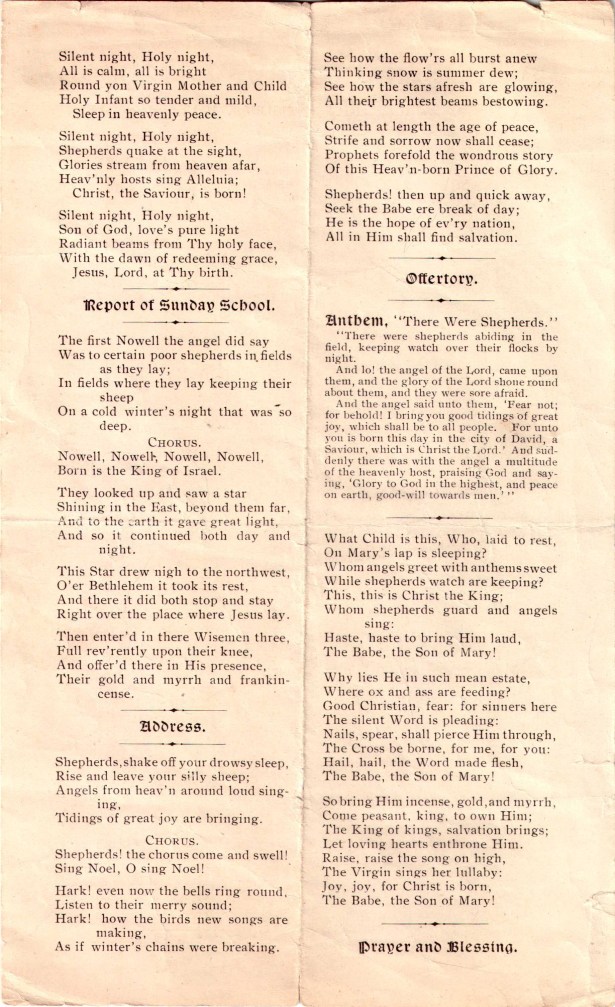 Silent night, Holy night,
All is calm, all is bright
Round yon Virgin Mother and Child
Holy Infant so tender and mild,
Sleep in heavenly peace.
Silent night, Holy night,
Shepherds quake at the sight,
Glories stream from heaven afar,
Heav'nly hosts sing Alleluia;
Christ, the Saviour, is born!
Silent night, Holy night,
Son of God, love's pure light
Radiant beams from Thy holy face,
With the dawn of redeeming grace,
Jesus, Lord, at Thy birth.
Report of Sunday School.
The first Nowell the angel did say
Was to certain poor shepherds in fields
as they lay;
In fields where they lay keeping their
sheep
On a cold winter's night that was so
deep.
CHORUS.
Nowell, Nowell, Nowell, Nowell,
Born is the King of Israel.
They looked up and saw a star
Shining in the East, beyond them far,
And to the earth it gave great light,
And so it continued both day and
night.
This Star drew nigh to the northwest,
O'er Bethlehem it took its rest,
And there it did both stop and stay
Right over the place where Jesus lay.
Then enter'd in there Wisemen three,
Full rev'rently upon their knee,
And offer'd there in His presence,
Their gold and myrrh and frankin-
cense.
Address.
Shepherds, shake off your drowsy sleep,
Rise and leave your silly sheep;
Angels from heav'n around loud sing-
ing,
Tidings of great joy are bringing.
CHORUS.
Shepherds! the chorus come and swell!
Sing Noel, O sing Noel!
Hark! even now the bells ring round,
Listen to their merry sound;
Hark! how the birds new songs are
making,
As if winter's chains were breaking.
See how the flow'rs all burst anew
Thinking snow is summer dew;
See how the stars afresh are glowing,
All their brightest beams bestowing.
Cometh at length the age of peace,
Strife and sorrow now shall cease;
Prophets forefold the wondrous story
Of this Heav'n-born Prince of Glory.
Shepherds! then up and quick away,
Seek the Babe ere break of day;
He is the hope of ev'ry nation,
All in Him shall find salvation.
Offertory.
Anthem, "There Were Shepherds."
"There were shepherds abiding in the
field, keeping watch over their flocks by
night.
And lo! the angel of the Lord, came upon
them, and the glory of the Lord shone round
about them, and they were sore afraid.
And the angel said unto them, 'Fear not;
for behold! I bring you good tidings of great
joy, which shall be to all people. For unto
you is born this day in the city of David, a
Saviour, which is Christ the Lord.' And sud-
denly there was with the angel a multitude
of the heavenly host, praising God and say-
ing, 'Glory to God in the highest, and peace
on earth, good-will towards men.'"
What Child is this, Who, laid to rest,
On Mary's lap is sleeping?
Whom angels greet with anthems sweet
While shepherds watch are keeping?
This, this is Christ the King;
Whom shepherds guard and angels
sing:
Haste, haste to bring Him laud,
The Babe, the Son of Mary!
Why lies He in such mean estate,
Where ox and ass are feeding?
Good Christian, fear: for sinners here
The silent Word is pleading:
Nails, spear, shall pierce Him through,
The Cross be borne, for me, for you:
Hail, hail, the Word made flesh,
The Babe, the Son of Mary!
So bring Him incense, gold, and myrrh,
Come peasant, king, to own Him;
The King of kings, salvation brings;
Let loving hearts enthrone Him.
Raise, raise the song on high,
The Virgin sings her lullaby:
Joy, joy, for Christ is born,
The Babe, the Son of Mary!
Prayer and Blessing.